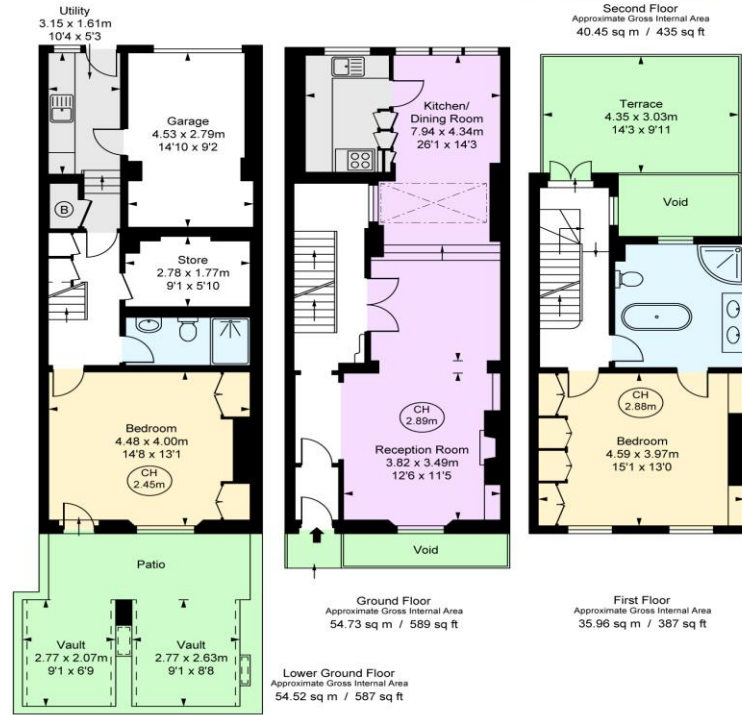 Utility
3.15 x 1.61m
10'4 x 5'3
Garage
4.53 x 2.79m
14'10 x 9'2
B
Store
2.78 x 1.77m
9'1 x 5'10
Bedroom
4.48 x 4.00m
14'8 x 13'1
CH
2.45m
Patio
Vault
2.77 x 2.07m
9'1 x 6'9
Vault
2.77 x 2.63m
9'1 x 8'8
Lower Ground Floor
Approximate Gross Internal Area
54.52 sq m / 587 sq ft
Kitchen/
Dining Room
7.94 x 4.34m
26'1 x 14'3
CH
2.89m
Reception Room
3.82 x 3.49m
12'6 x 11'5
Void
Ground Floor
Approximate Gross Internal Area
54.73 sq m / 589 sq ft
Second Floor
Approximate Gross Internal Area
40.45 sq m / 435 sq ft
Terrace
4.35 x 3.03m
14'3 x 9'11
Void
CH
2.88m
Bedroom
4.59 x 3.97m
15'1 x 13'0
First Floor
Approximate Gross Internal Area
35.96 sq m / 387 sq ft